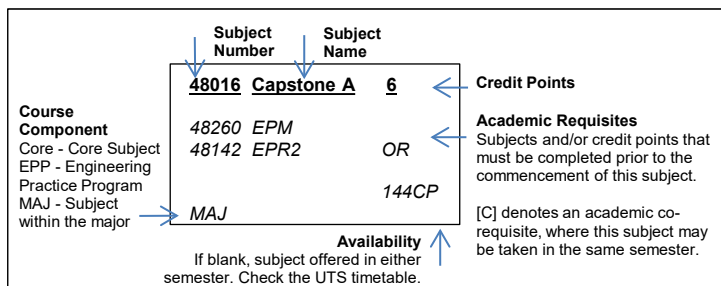 Subject
Number
Subject
Name
48016 Capstone A 6
Credit Points
Course
Component
Core - Core Subject
EPP - Engineering
Practice Program
MAJ - Subject
within the major
48260 EPM
48142 EPR2 OR
144CP
MAJ
Academic Requisites
Subjects and/or credit points that
must be completed prior to the
commencement of this subject.
[C] denotes an academic co-
requisite, where this subject may
be taken in the same semester.
Availability
If blank, subject offered in either
semester. Check the UTS timetable.